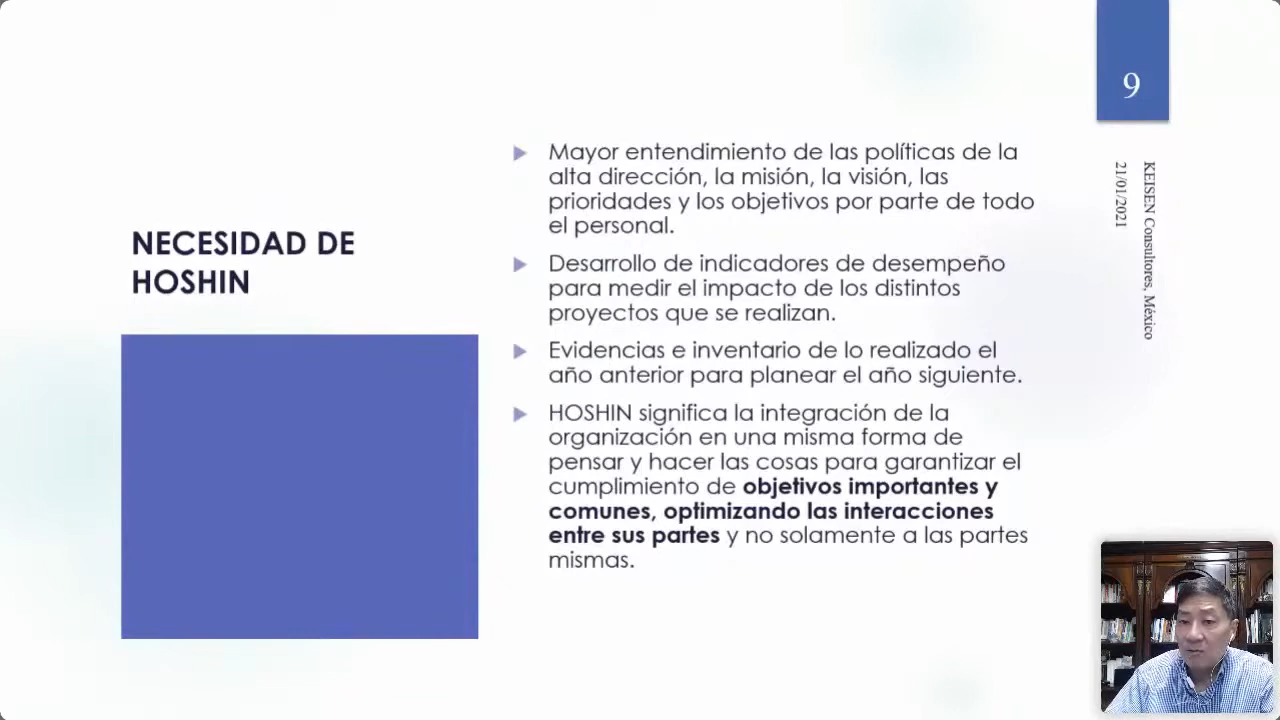 9
KEISEN Consultores, México
21/01/2021
NECESIDAD DE
HOSHIN
Mayor entendimiento de las políticas de la
alta dirección, la misión, la visión, las
prioridades y los objetivos por parte de todo
el personal.
Desarrollo de indicadores de desempeño
para medir el impacto de los distintos
proyectos que se realizan.
Evidencias e inventario de lo realizado el
año anterior para planear el año siguiente.
HOSHIN significa la integración de la
organización en una misma forma de
pensar y hacer las cosas para garantizar el
cumplimiento de objetivos importantes y
comunes, optimizando las interacciones
entre sus partes y no solamente a las partes
mismas.